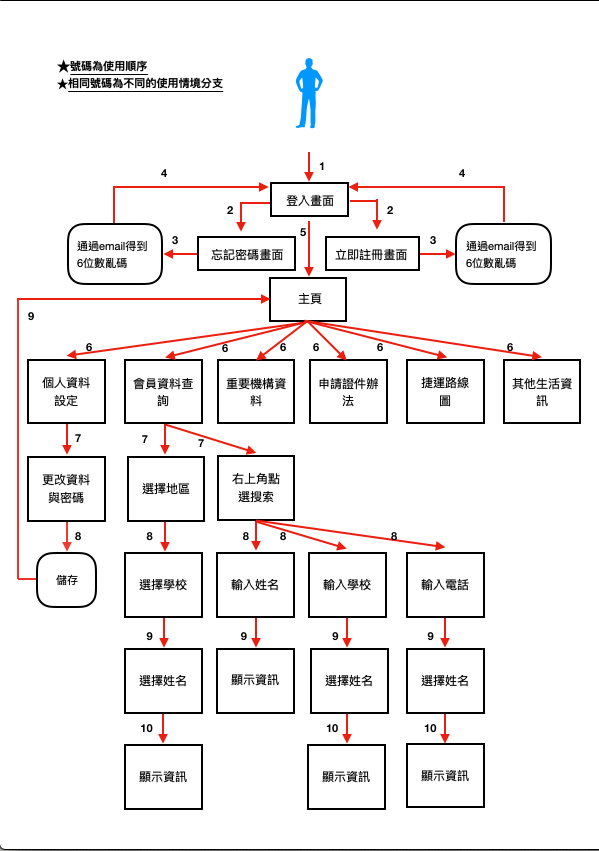 ★號碼為使用順序
★相同號碼為不同的使用情境分支
1
4
4
登入畫面
2
2
5
通過email得到
6位數亂碼
3
忘記密碼畫面
立即註冊畫面
3
通過email得到
6位數亂碼
主頁
9
6
6
6
6
6
6
個人資料
設定
會員資料查
詢
重要機構資
料
申請證件辦
法
捷運路線
圖
其他生活資
訊
7
7
7
更改資料
與密碼
選擇地區
右上角點
選搜索
8
8
8
8
8
儲存
選擇學校
輸入姓名
輸入學校
輸入電話
9
9
9
9
選擇姓名
顯示資訊
選擇姓名
選擇姓名
10
10
10
顯示資訊
顯示資訊
顯示資訊